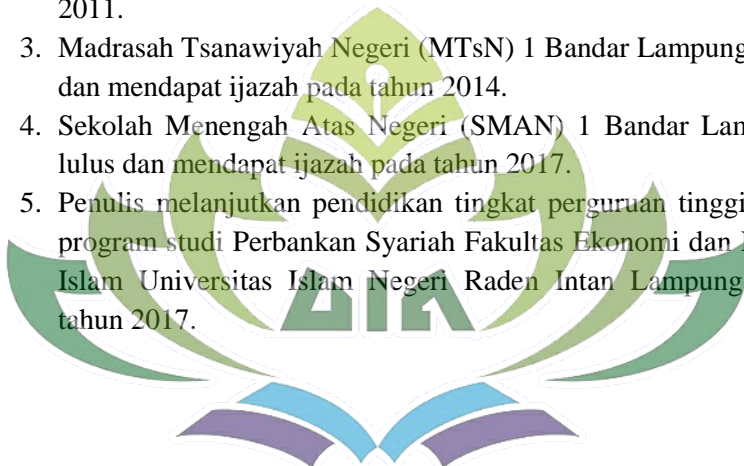 2011.
3. Madrasah Tsanawiyah Negeri (MTsN) 1 Bandar Lampung
dan mendapat ijazah pada tahun 2014.
4. Sekolah Menengah Atas Negeri (SMAN) 1 Bandar Lam
lulus dan mendapat ijazah pada tahun 2017.
5. Penulis melanjutkan pendidikan tingkat perguruan tinggi
program studi Perbankan Syariah Fakultas Ekonomi dan
Islam Universitas Islam Negeri Raden Intan Lampung
tahun 2017.